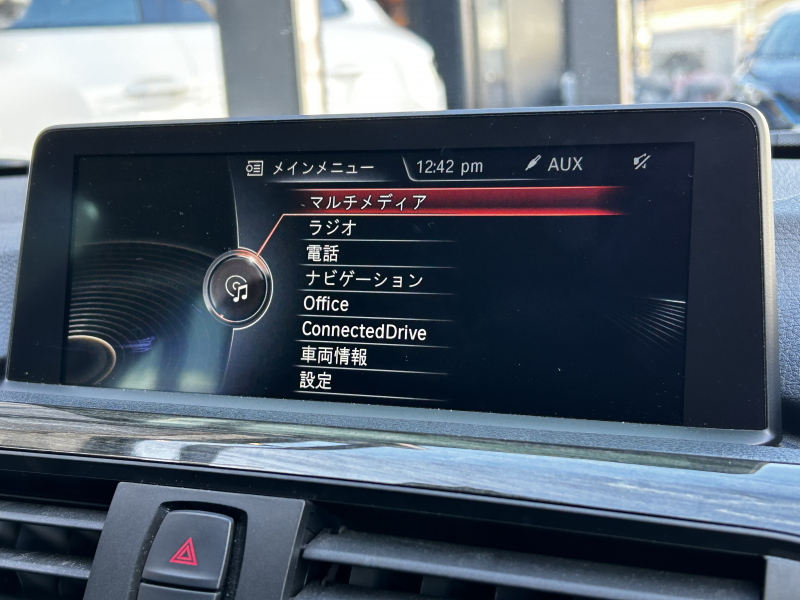 メインメニュー 12:42 pm AUX
マルチメディア
ラジオ
電話
ナビゲーション
Office
ConnectedDrive
車両情報
設定